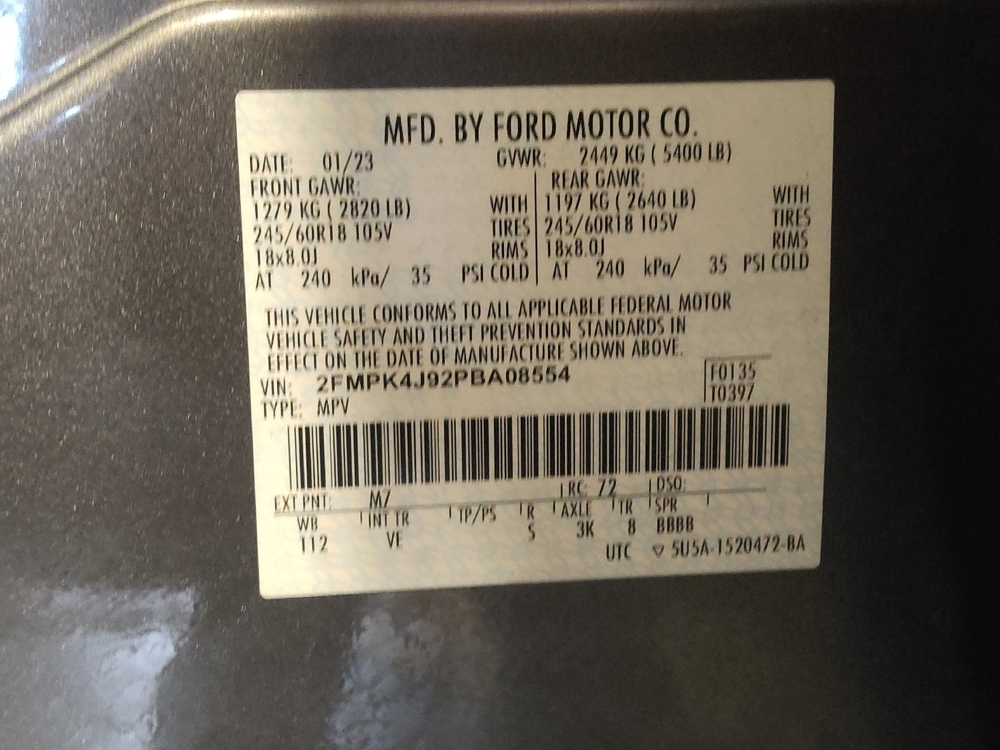 MFD. BY FORD MOTOR CO.
DATE: 01/23 GVWR: 2449 KG ( 5400 LB)
FRONT GAWR: REAR GAWR:
1279 KG ( 2820 LB) WITH 1197 KG ( 2640 LB) WITH
245/60R18 105V TIRES 245/60R18 105V TIRES
18x8.0J RIMS 18x8.0J RIMS
AT 240 kPa/ 35 PSI COLD AT 240 kPa/ 35 PSI COLD
THIS VEHICLE CONFORMS TO ALL APPLICABLE FEDERAL MOTOR
VEHICLE SAFETY AND THEFT PREVENTION STANDARDS IN
EFFECT ON THE DATE OF MANUFACTURE SHOWN ABOVE.
VIN: 2FMPK4J92PBA08554 F0135
TYPE: MPV T0397
EXT PNT: M7 RC: 72 DSO:
WB INT TR TP/PS R AXLE TR SPR
112 VE S 3K 8 BBBB
UTC ▽ 5U5A-1520472-BA